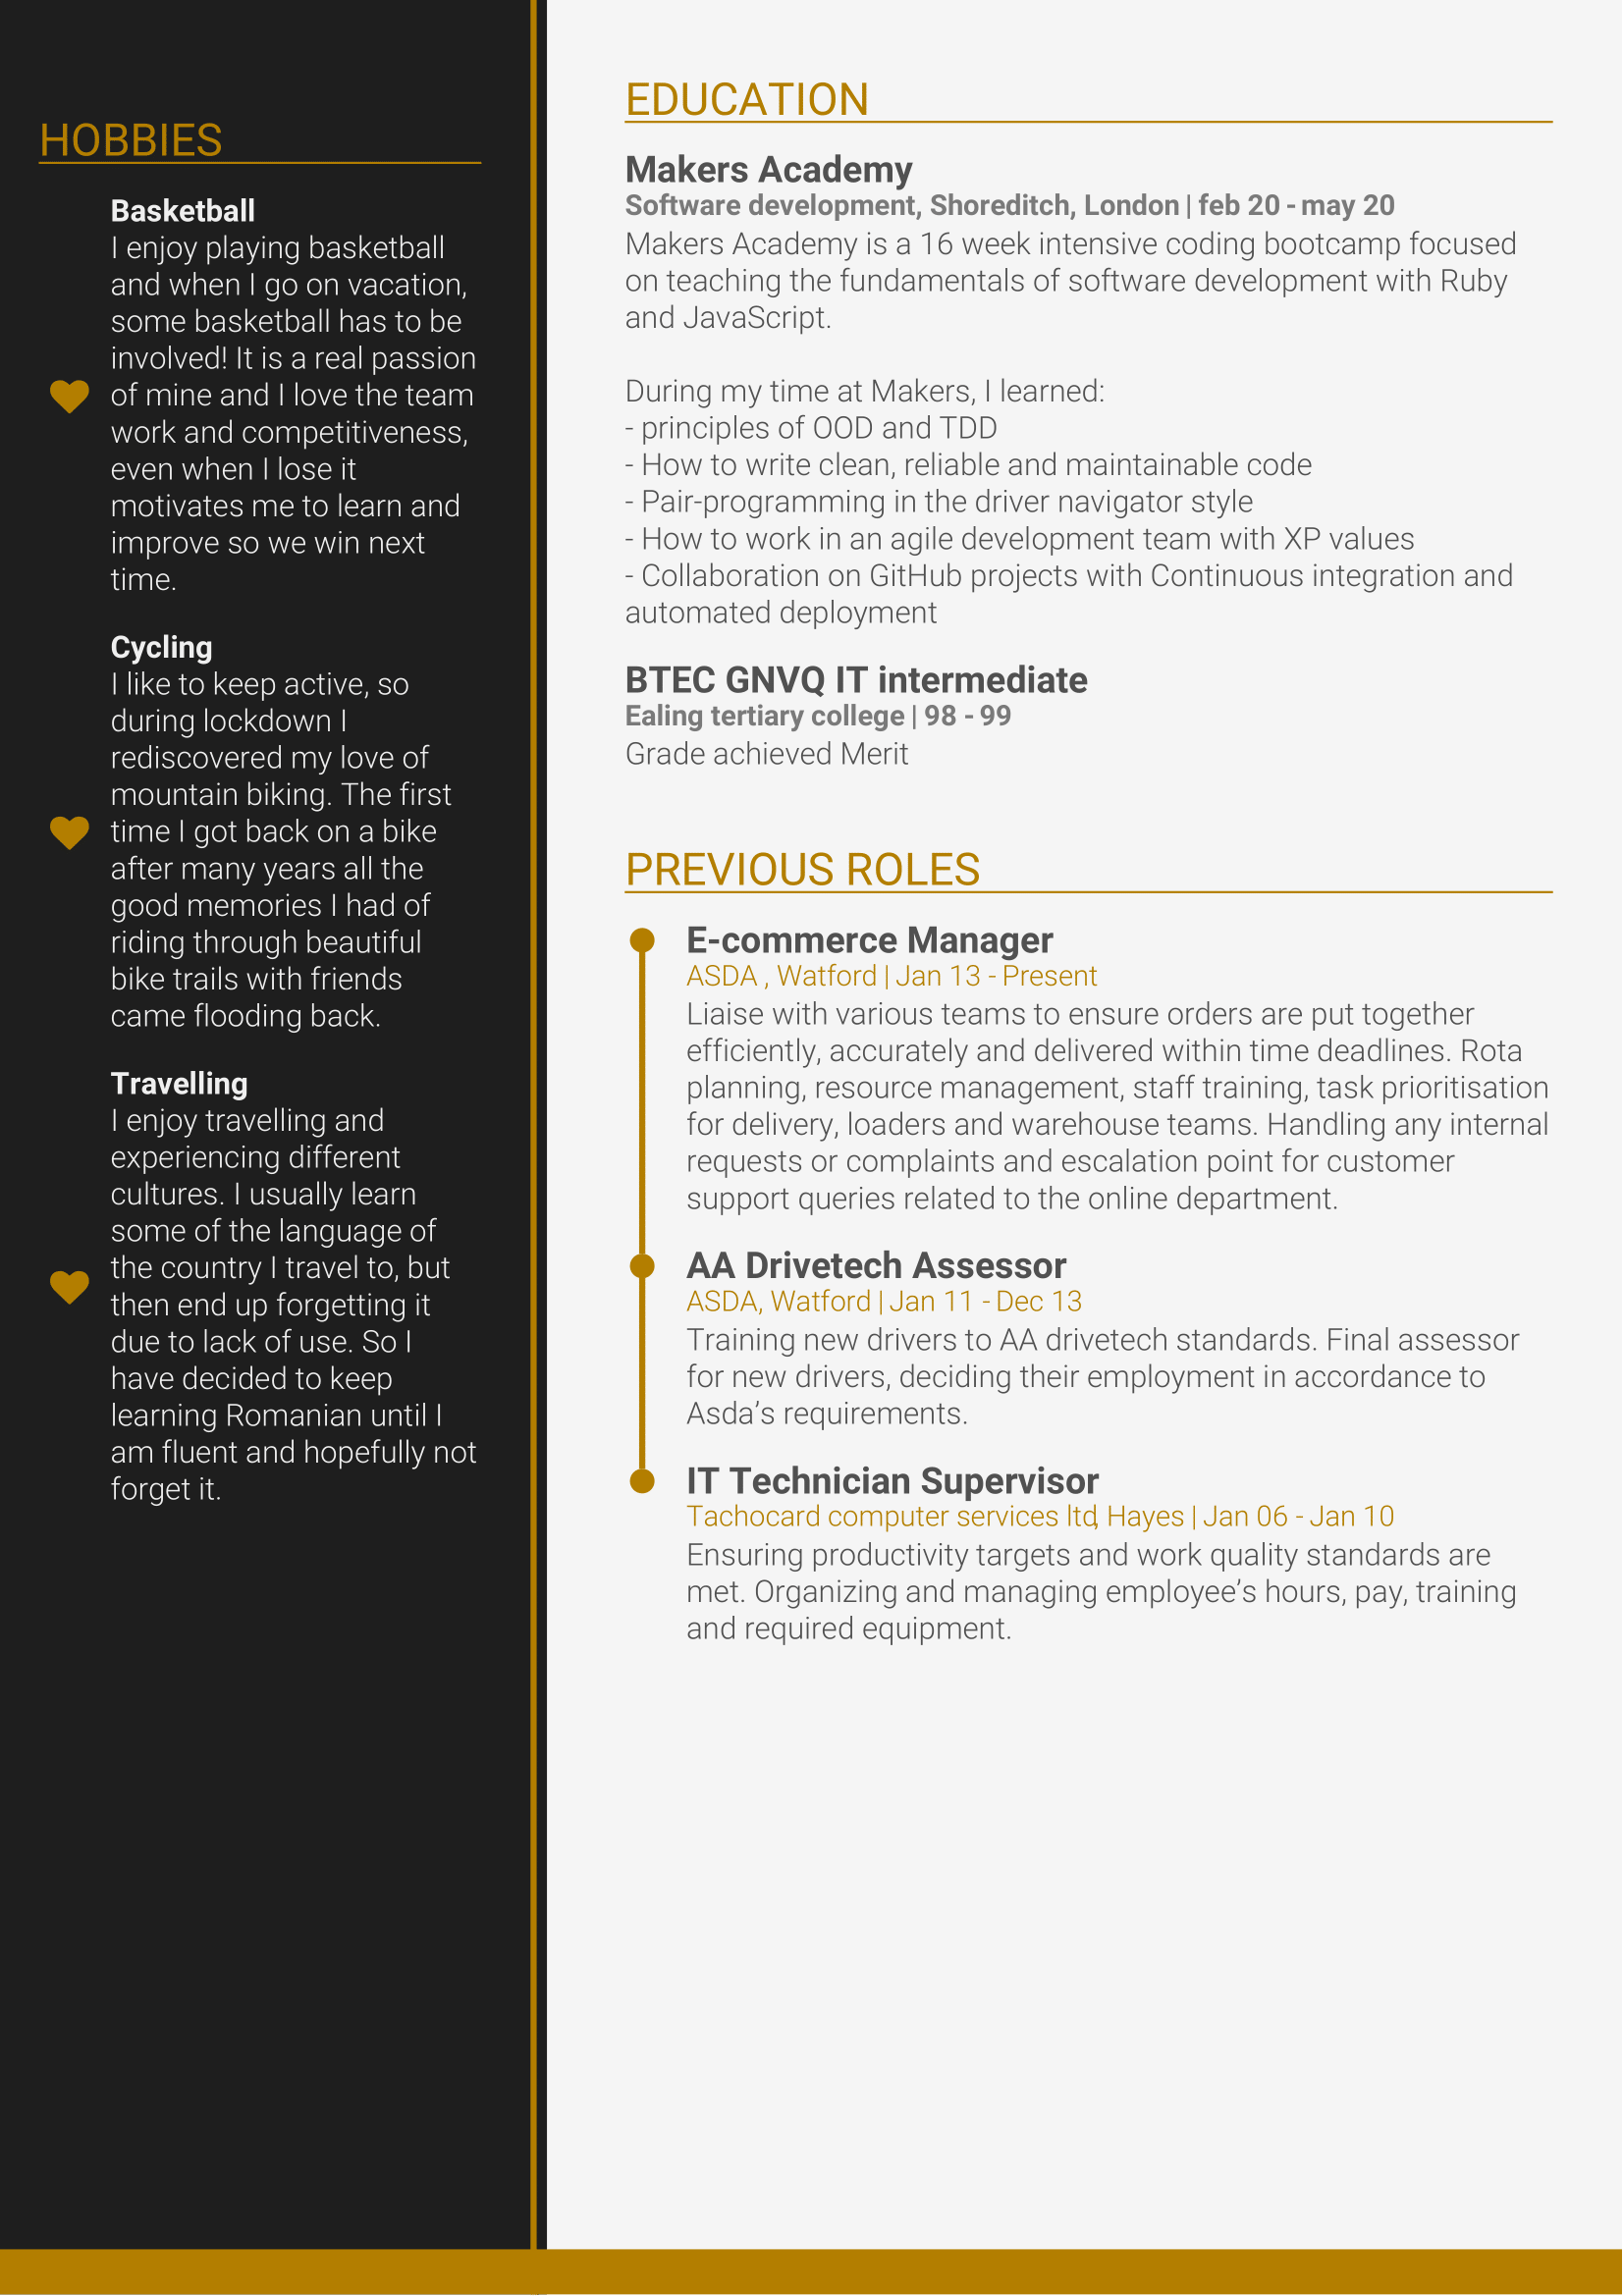 HOBBIES
Basketball
I enjoy playing basketball
and when I go on vacation,
some basketball has to be
involved! It is a real passion
of mine and I love the team
work and competitiveness,
even when I lose it
motivates me to learn and
improve so we win next
time.
Cycling
I like to keep active, so
during lockdown I
rediscovered my love of
mountain biking. The first
time I got back on a bike
after many years all the
good memories I had of
riding through beautiful
bike trails with friends
came flooding back.
Travelling
I enjoy travelling and
experiencing different
cultures. I usually learn
some of the language of
the country I travel to, but
then end up forgetting it
due to lack of use. So I
have decided to keep
learning Romanian until I
am fluent and hopefully not
forget it.
EDUCATION
Makers Academy
Software development, Shoreditch, London | feb 20 - may 20
Makers Academy is a 16 week intensive coding bootcamp focused
on teaching the fundamentals of software development with Ruby
and JavaScript.
During my time at Makers, I learned:
- principles of OOD and TDD
- How to write clean, reliable and maintainable code
- Pair-programming in the driver navigator style
- How to work in an agile development team with XP values
- Collaboration on GitHub projects with Continuous integration and
automated deployment
BTEC GNVQ IT intermediate
Ealing tertiary college | 98 - 99
Grade achieved Merit
PREVIOUS ROLES
E-commerce Manager
ASDA , Watford | Jan 13 - Present
Liaise with various teams to ensure orders are put together
efficiently, accurately and delivered within time deadlines. Rota
planning, resource management, staff training, task prioritisation
for delivery, loaders and warehouse teams. Handling any internal
requests or complaints and escalation point for customer
support queries related to the online department.
AA Drivetech Assessor
ASDA, Watford | Jan 11 - Dec 13
Training new drivers to AA drivetech standards. Final assessor
for new drivers, deciding their employment in accordance to
Asda’s requirements.
IT Technician Supervisor
Tachocard computer services ltd, Hayes | Jan 06 - Jan 10
Ensuring productivity targets and work quality standards are
met. Organizing and managing employee’s hours, pay, training
and required equipment.